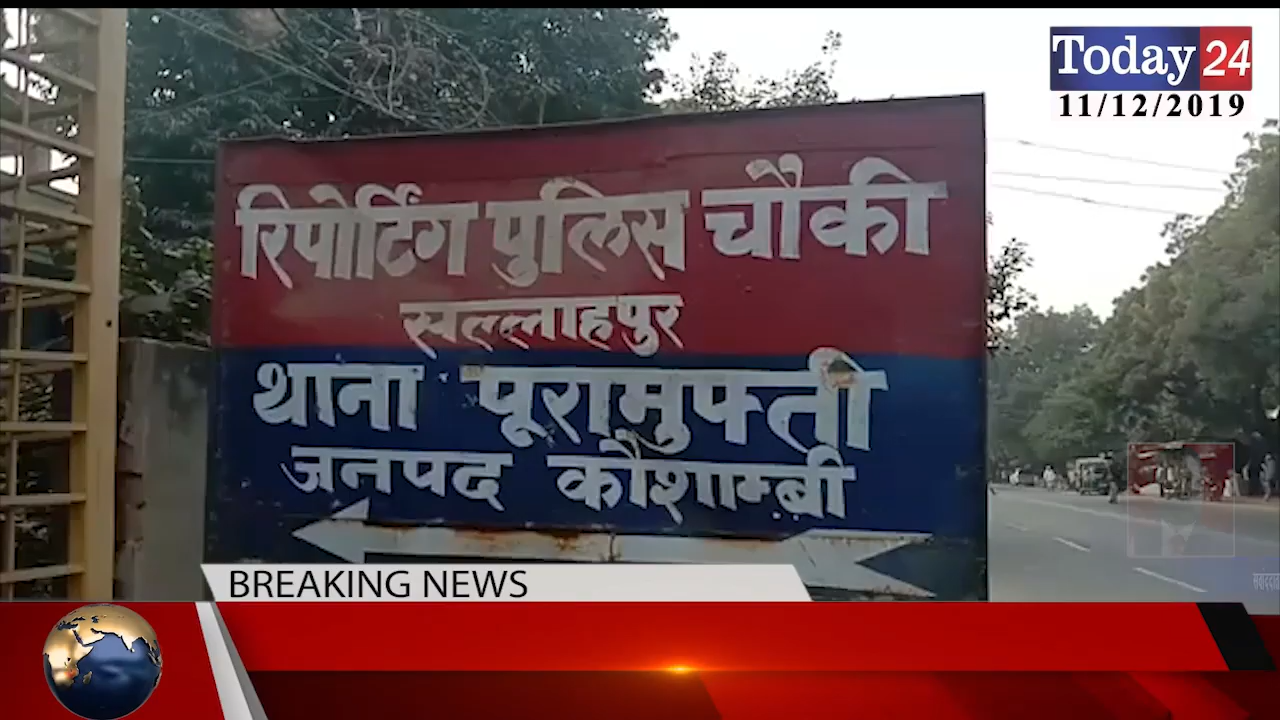 Today 24
11/12/2019
रिपोर्टिंग पुलिस चौकी
सल्लाहपुर
थाना पूरामुफ्ती
जनपद कौशाम्बी
BREAKING NEWS